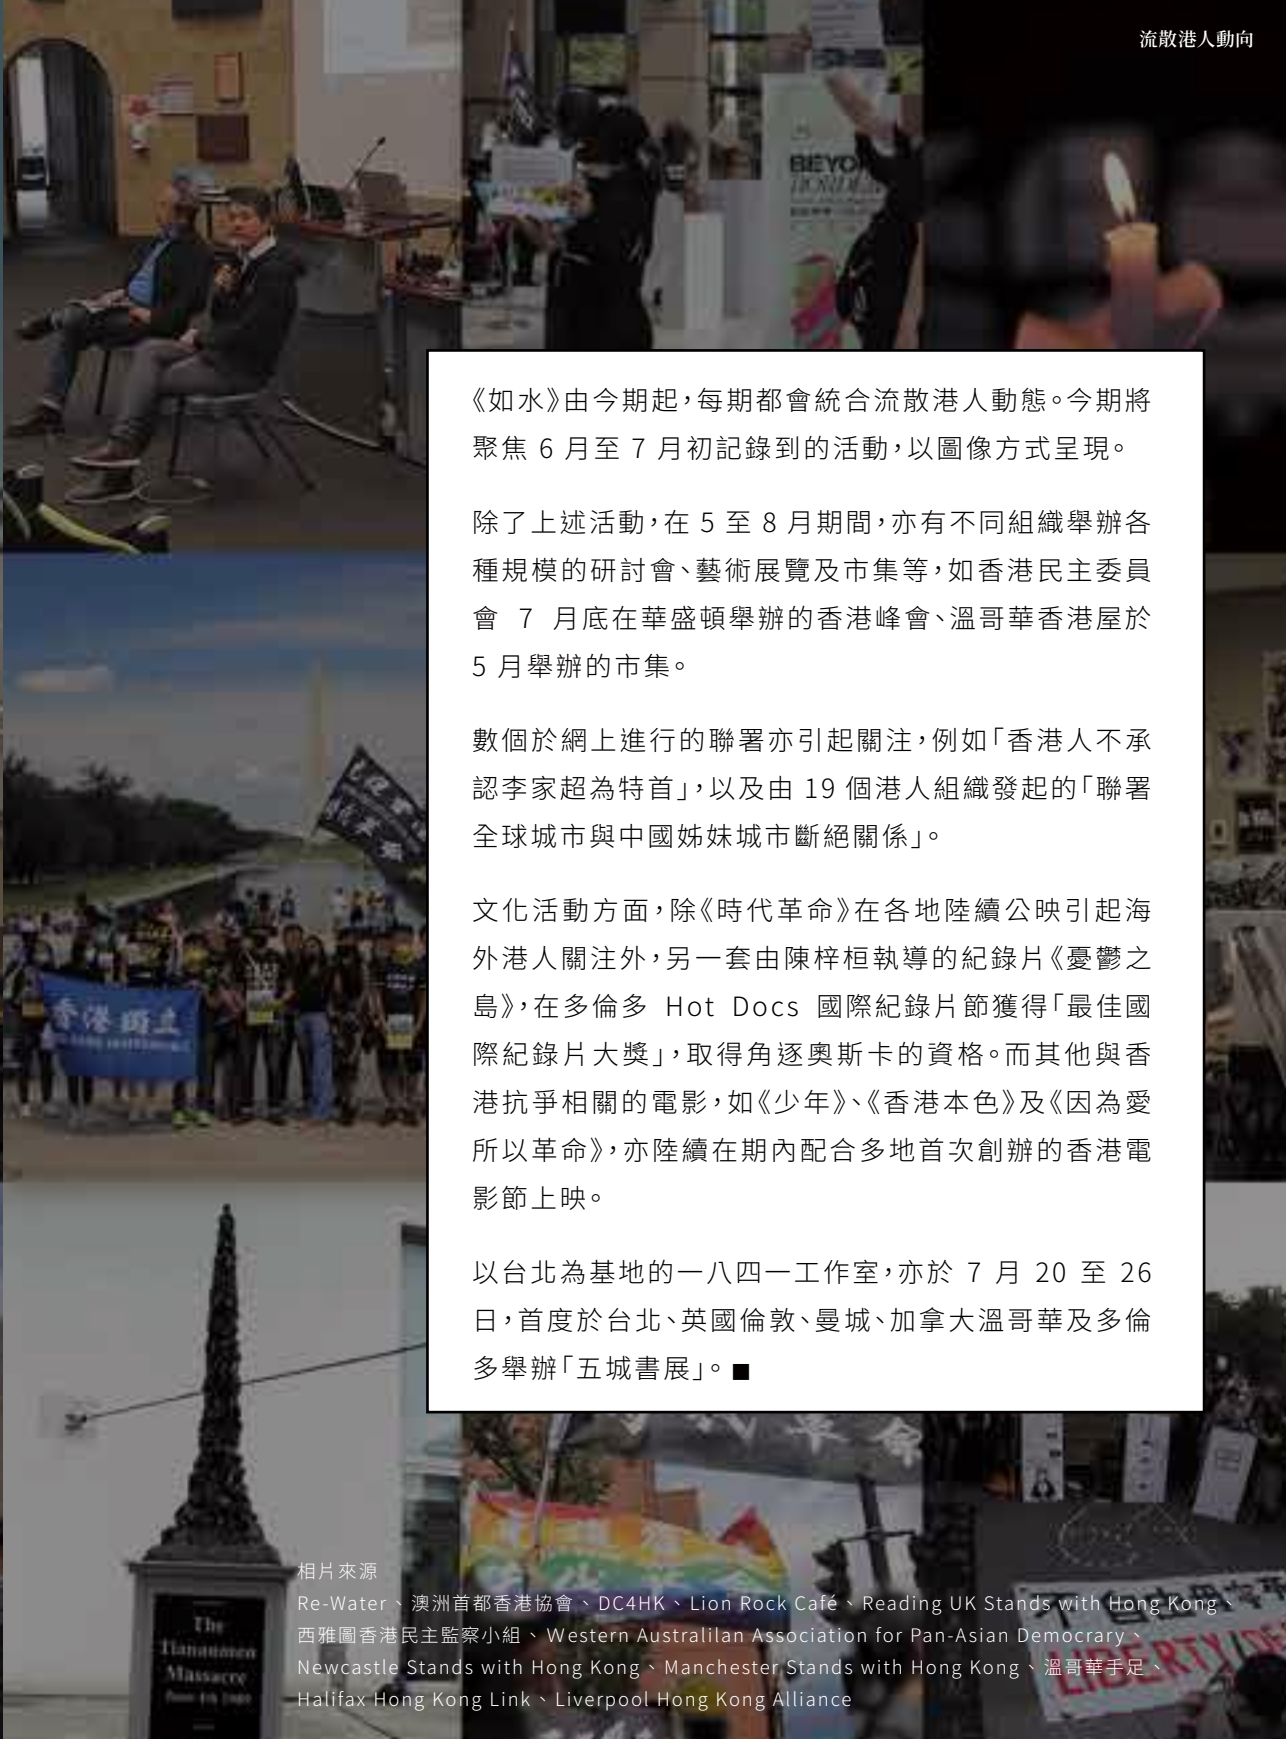 流散港人動向
BEYO
《如水》由今期起，每期都會統合流散港人動態。今期將
聚焦 6 月至 7 月初記錄到的活動，以圖像方式呈現。
除了上述活動，在 5 至 8 月期間，亦有不同組織舉辦各
種規模的研討會、藝術展覽及市集等，如香港民主委員
會 7 月底在華盛頓舉辦的香港峰會、溫哥華香港屋於
5 月舉辦的市集。
數個於網上進行的聯署亦引起關注，例如「香港人不承
認李家超為特首」，以及由 19 個港人組織發起的「聯署
全球城市與中國姊妹城市斷絕關係」。
文化活動方面，除《時代革命》在各地陸續公映引起海
外港人關注外，另一套由陳梓桓執導的紀錄片《憂鬱之
島》，在多倫多 Hot Docs 國際紀錄片節獲得「最佳國
際紀錄片大獎」，取得角逐奧斯卡的資格。而其他與香
港抗爭相關的電影，如《少年》、《香港本色》及《因為愛
所以革命》，亦陸續在期內配合多地首次創辦的香港電
影節上映。
以台北為基地的一八四一工作室，亦於 7 月 20 至 26
日，首度於台北、英國倫敦、曼城、加拿大溫哥華及多倫
多舉辦「五城書展」。■
香港獨立
革命
The
Tiananmen
Massacre
LIBERTY
相片來源
Re-Water、澳洲首都香港協會、DC4HK、Lion Rock Café、Reading UK Stands with Hong Kong、
西雅圖香港民主監察小組、Western Australilan Association for Pan-Asian Democrary、
Newcastle Stands with Hong Kong、Manchester Stands with Hong Kong、溫哥華手足、
Halifax Hong Kong Link、Liverpool Hong Kong Alliance